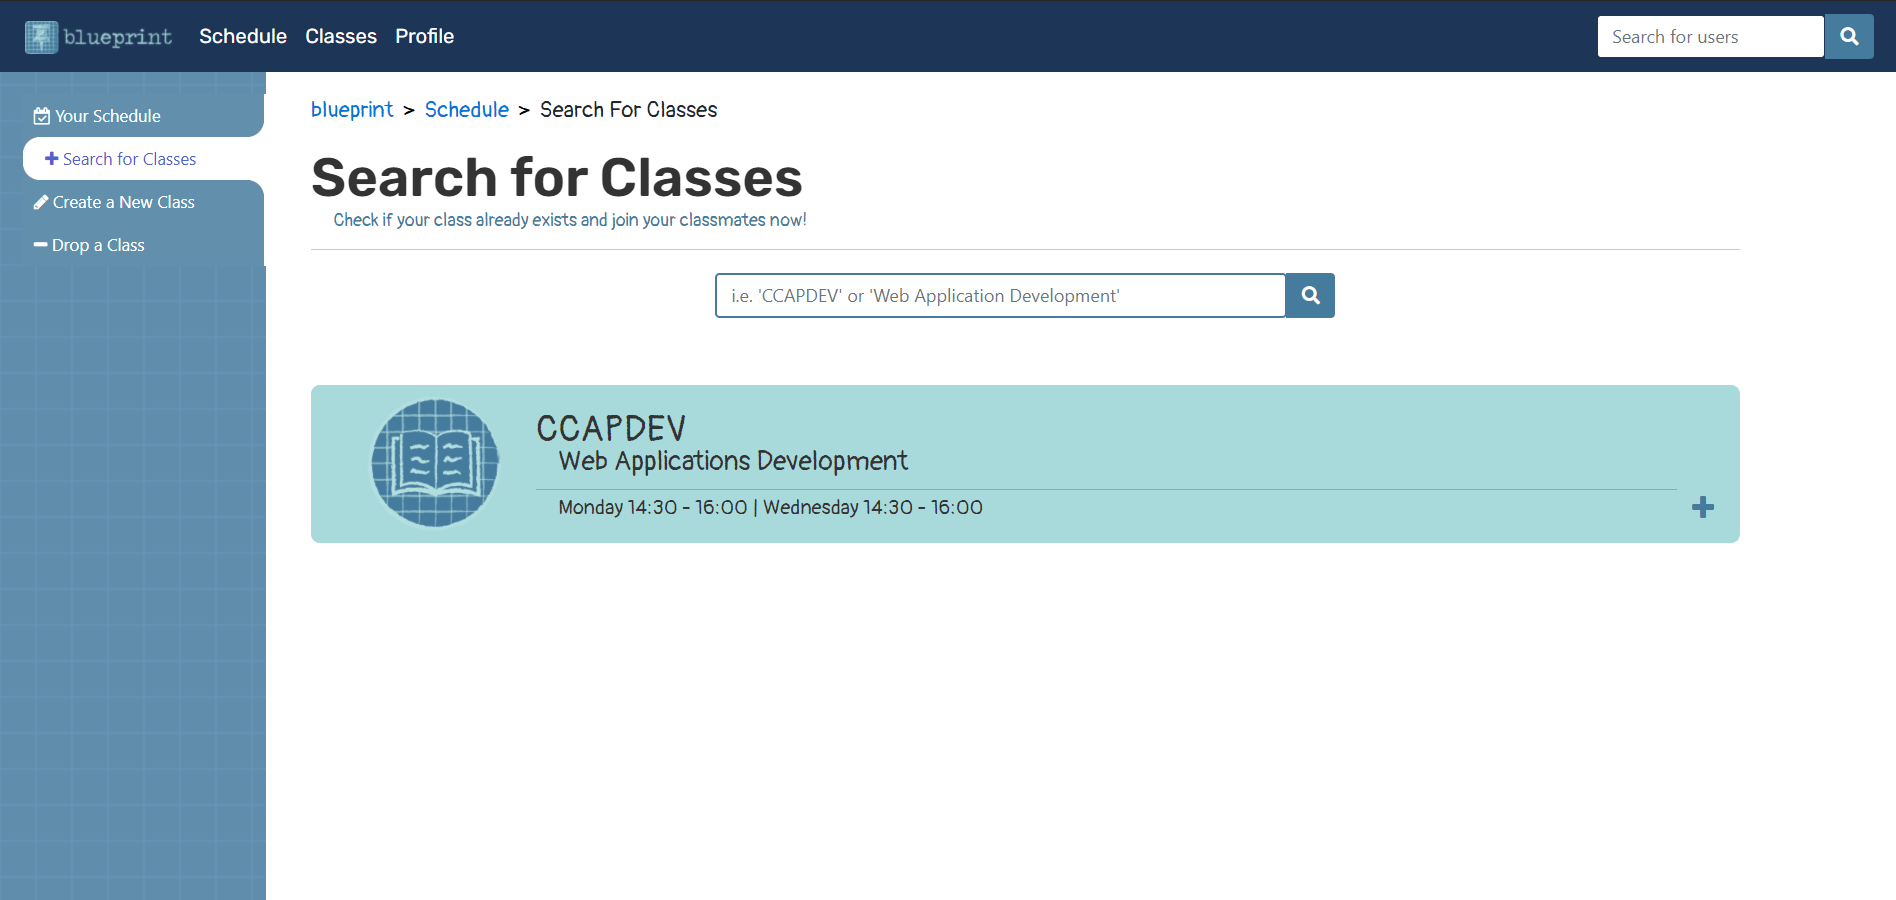 blueprint Schedule Classes Profile Search for users
Your Schedule
Search for Classes
Create a New Class
Drop a Class
blueprint > Schedule > Search For Classes
Search for Classes
Check if your class already exists and join your classmates now!
i.e. 'CCAPDEV' or 'Web Application Development'
CCAPDEV
Web Applications Development
Monday 14:30 - 16:00 | Wednesday 14:30 - 16:00